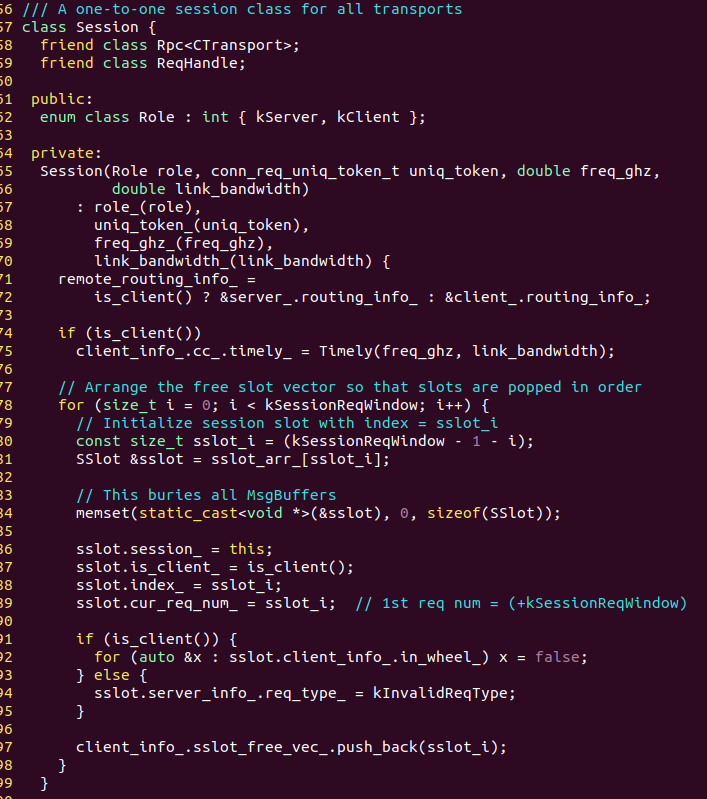 56 /// A one-to-one session class for all transports
57 class Session {
58   friend class Rpc<CTransport>;
59   friend class ReqHandle;
60
61  public:
62   enum class Role : int { kServer, kClient };
63
64  private:
65   Session(Role role, conn_req_uniq_token_t uniq_token, double freq_ghz,
66           double link_bandwidth)
67       : role_(role),
68         uniq_token_(uniq_token),
69         freq_ghz_(freq_ghz),
70         link_bandwidth_(link_bandwidth) {
71     remote_routing_info_ =
72         is_client() ? &server_.routing_info_ : &client_.routing_info_;
73
74     if (is_client())
75       client_info_.cc_.timely_ = Timely(freq_ghz, link_bandwidth);
76
77     // Arrange the free slot vector so that slots are popped in order
78     for (size_t i = 0; i < kSessionReqWindow; i++) {
79       // Initialize session slot with index = sslot_i
80       const size_t sslot_i = (kSessionReqWindow - 1 - i);
81       SSlot &sslot = sslot_arr_[sslot_i];
82
83       // This buries all MsgBuffers
84       memset(static_cast<void *>(&sslot), 0, sizeof(SSlot));
85
86       sslot.session_ = this;
87       sslot.is_client_ = is_client();
88       sslot.index_ = sslot_i;
89       sslot.cur_req_num_ = sslot_i;  // 1st req num = (+kSessionReqWindow)
90
91       if (is_client()) {
92         for (auto &x : sslot.client_info_.in_wheel_) x = false;
93       } else {
94         sslot.server_info_.req_type_ = kInvalidReqType;
95       }
96
97       client_info_.sslot_free_vec_.push_back(sslot_i);
98     }
99   }